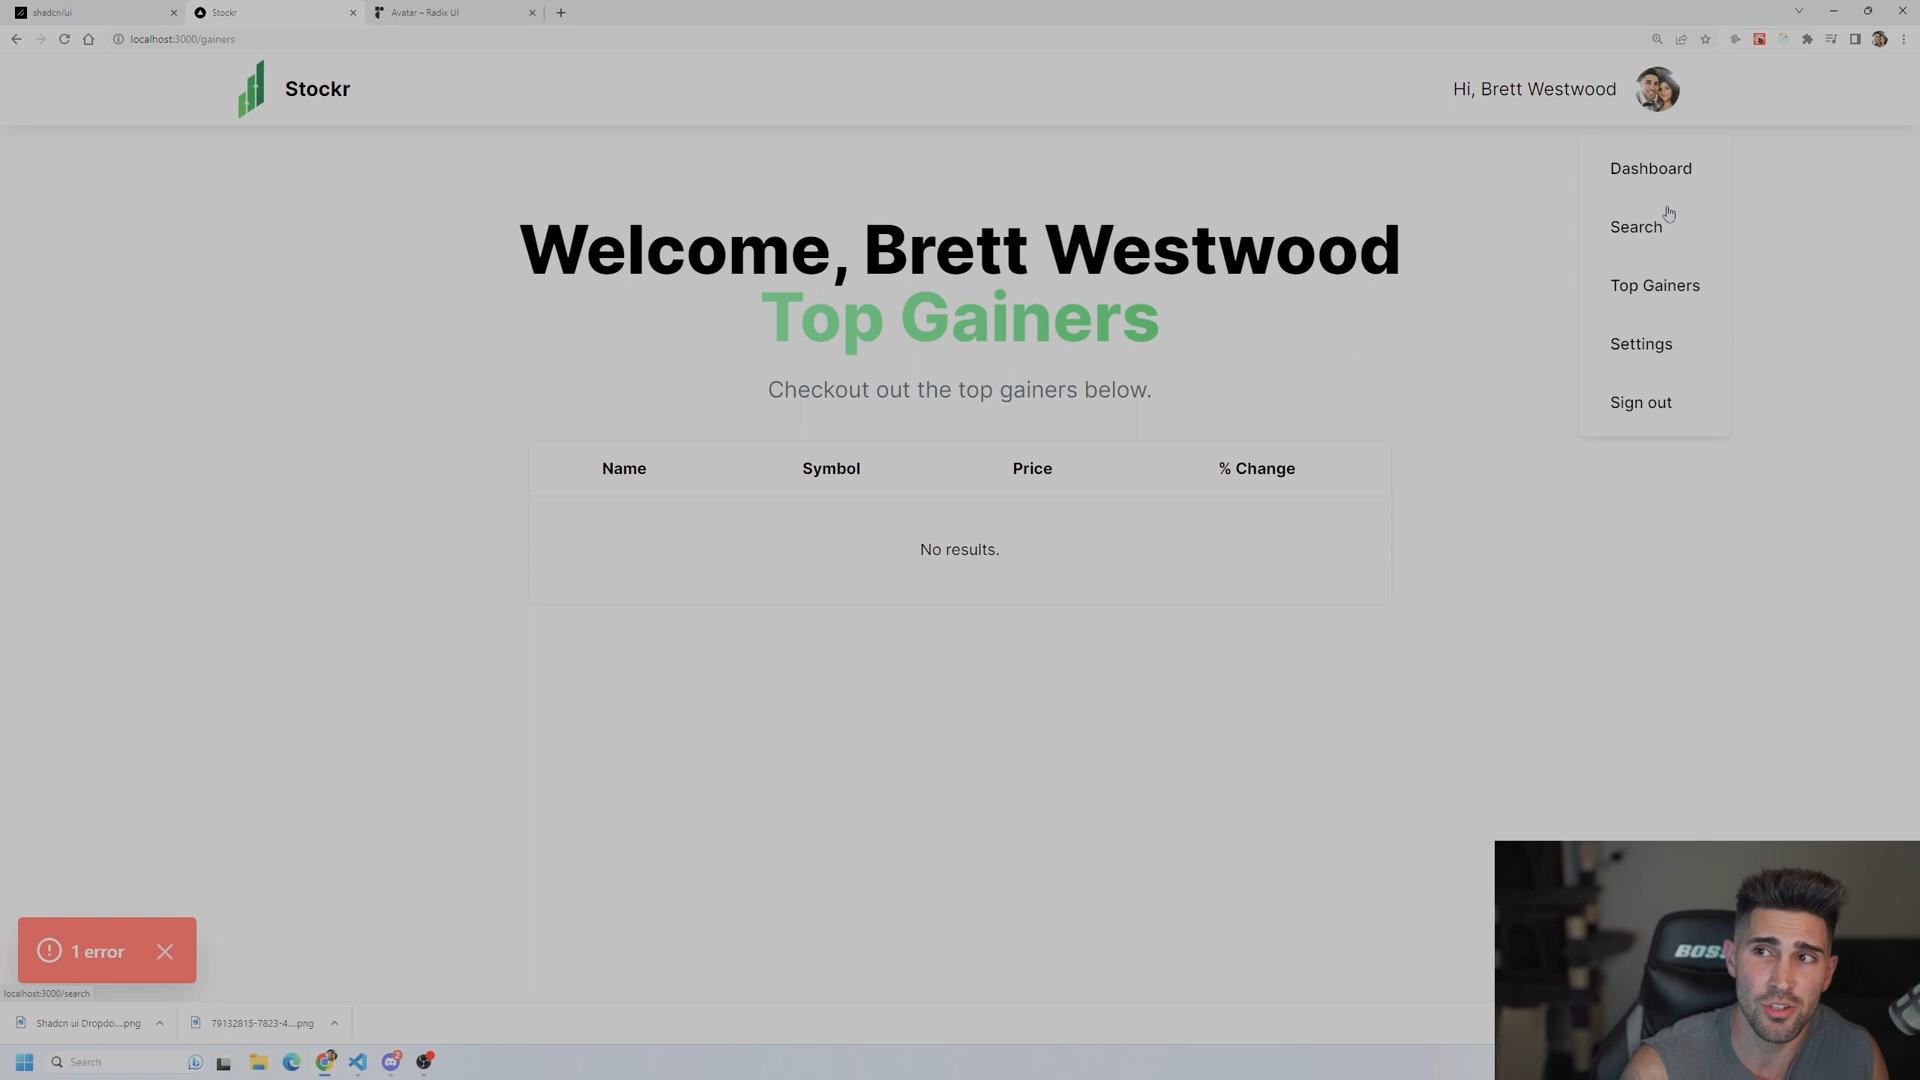 shadcn/ui
Stockr
Avatar – Radix UI
localhost:3000/gainers
Stockr
Hi, Brett Westwood
Dashboard
Search
Top Gainers
Settings
Sign out
Welcome, Brett Westwood
Top Gainers
Checkout out the top gainers below.
Name Symbol Price % Change
No results.
1 error
localhost:3000/search
Shadcn ui Dropdo....png
79132815-7823-4....png
Search
2
BOSS